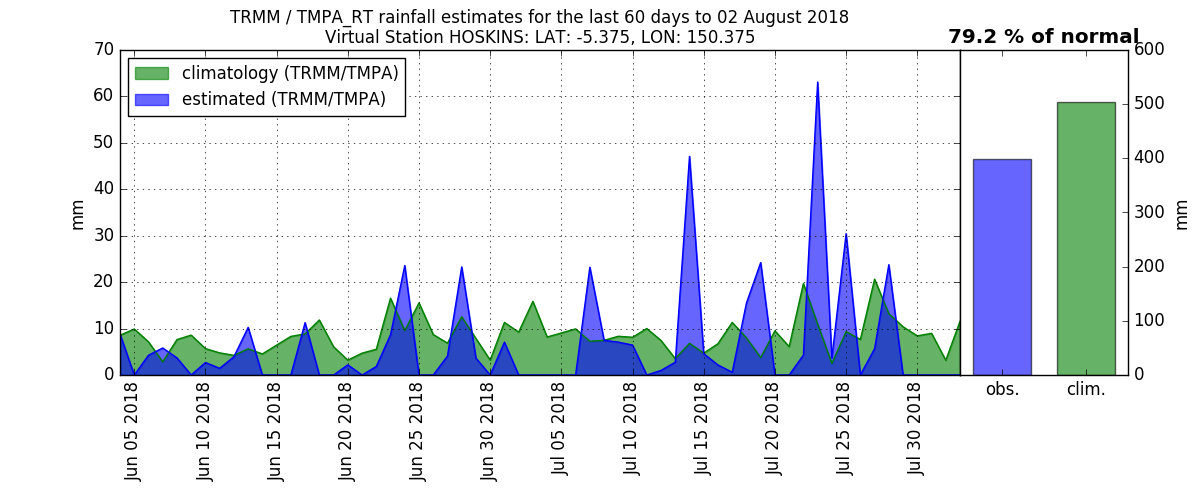 TRMM / TMPA_RT rainfall estimates for the last 60 days to 02 August 2018
Virtual Station HOSKINS: LAT: -5.375, LON: 150.375
79.2 % of normal
climatology (TRMM/TMPA)
estimated (TRMM/TMPA)
70
60
50
40
30
20
10
0
mm
Jun 05 2018
Jun 10 2018
Jun 15 2018
Jun 20 2018
Jun 25 2018
Jun 30 2018
Jul 05 2018
Jul 10 2018
Jul 15 2018
Jul 20 2018
Jul 25 2018
Jul 30 2018
obs.
clim.
600
500
400
300
200
100
0
mm